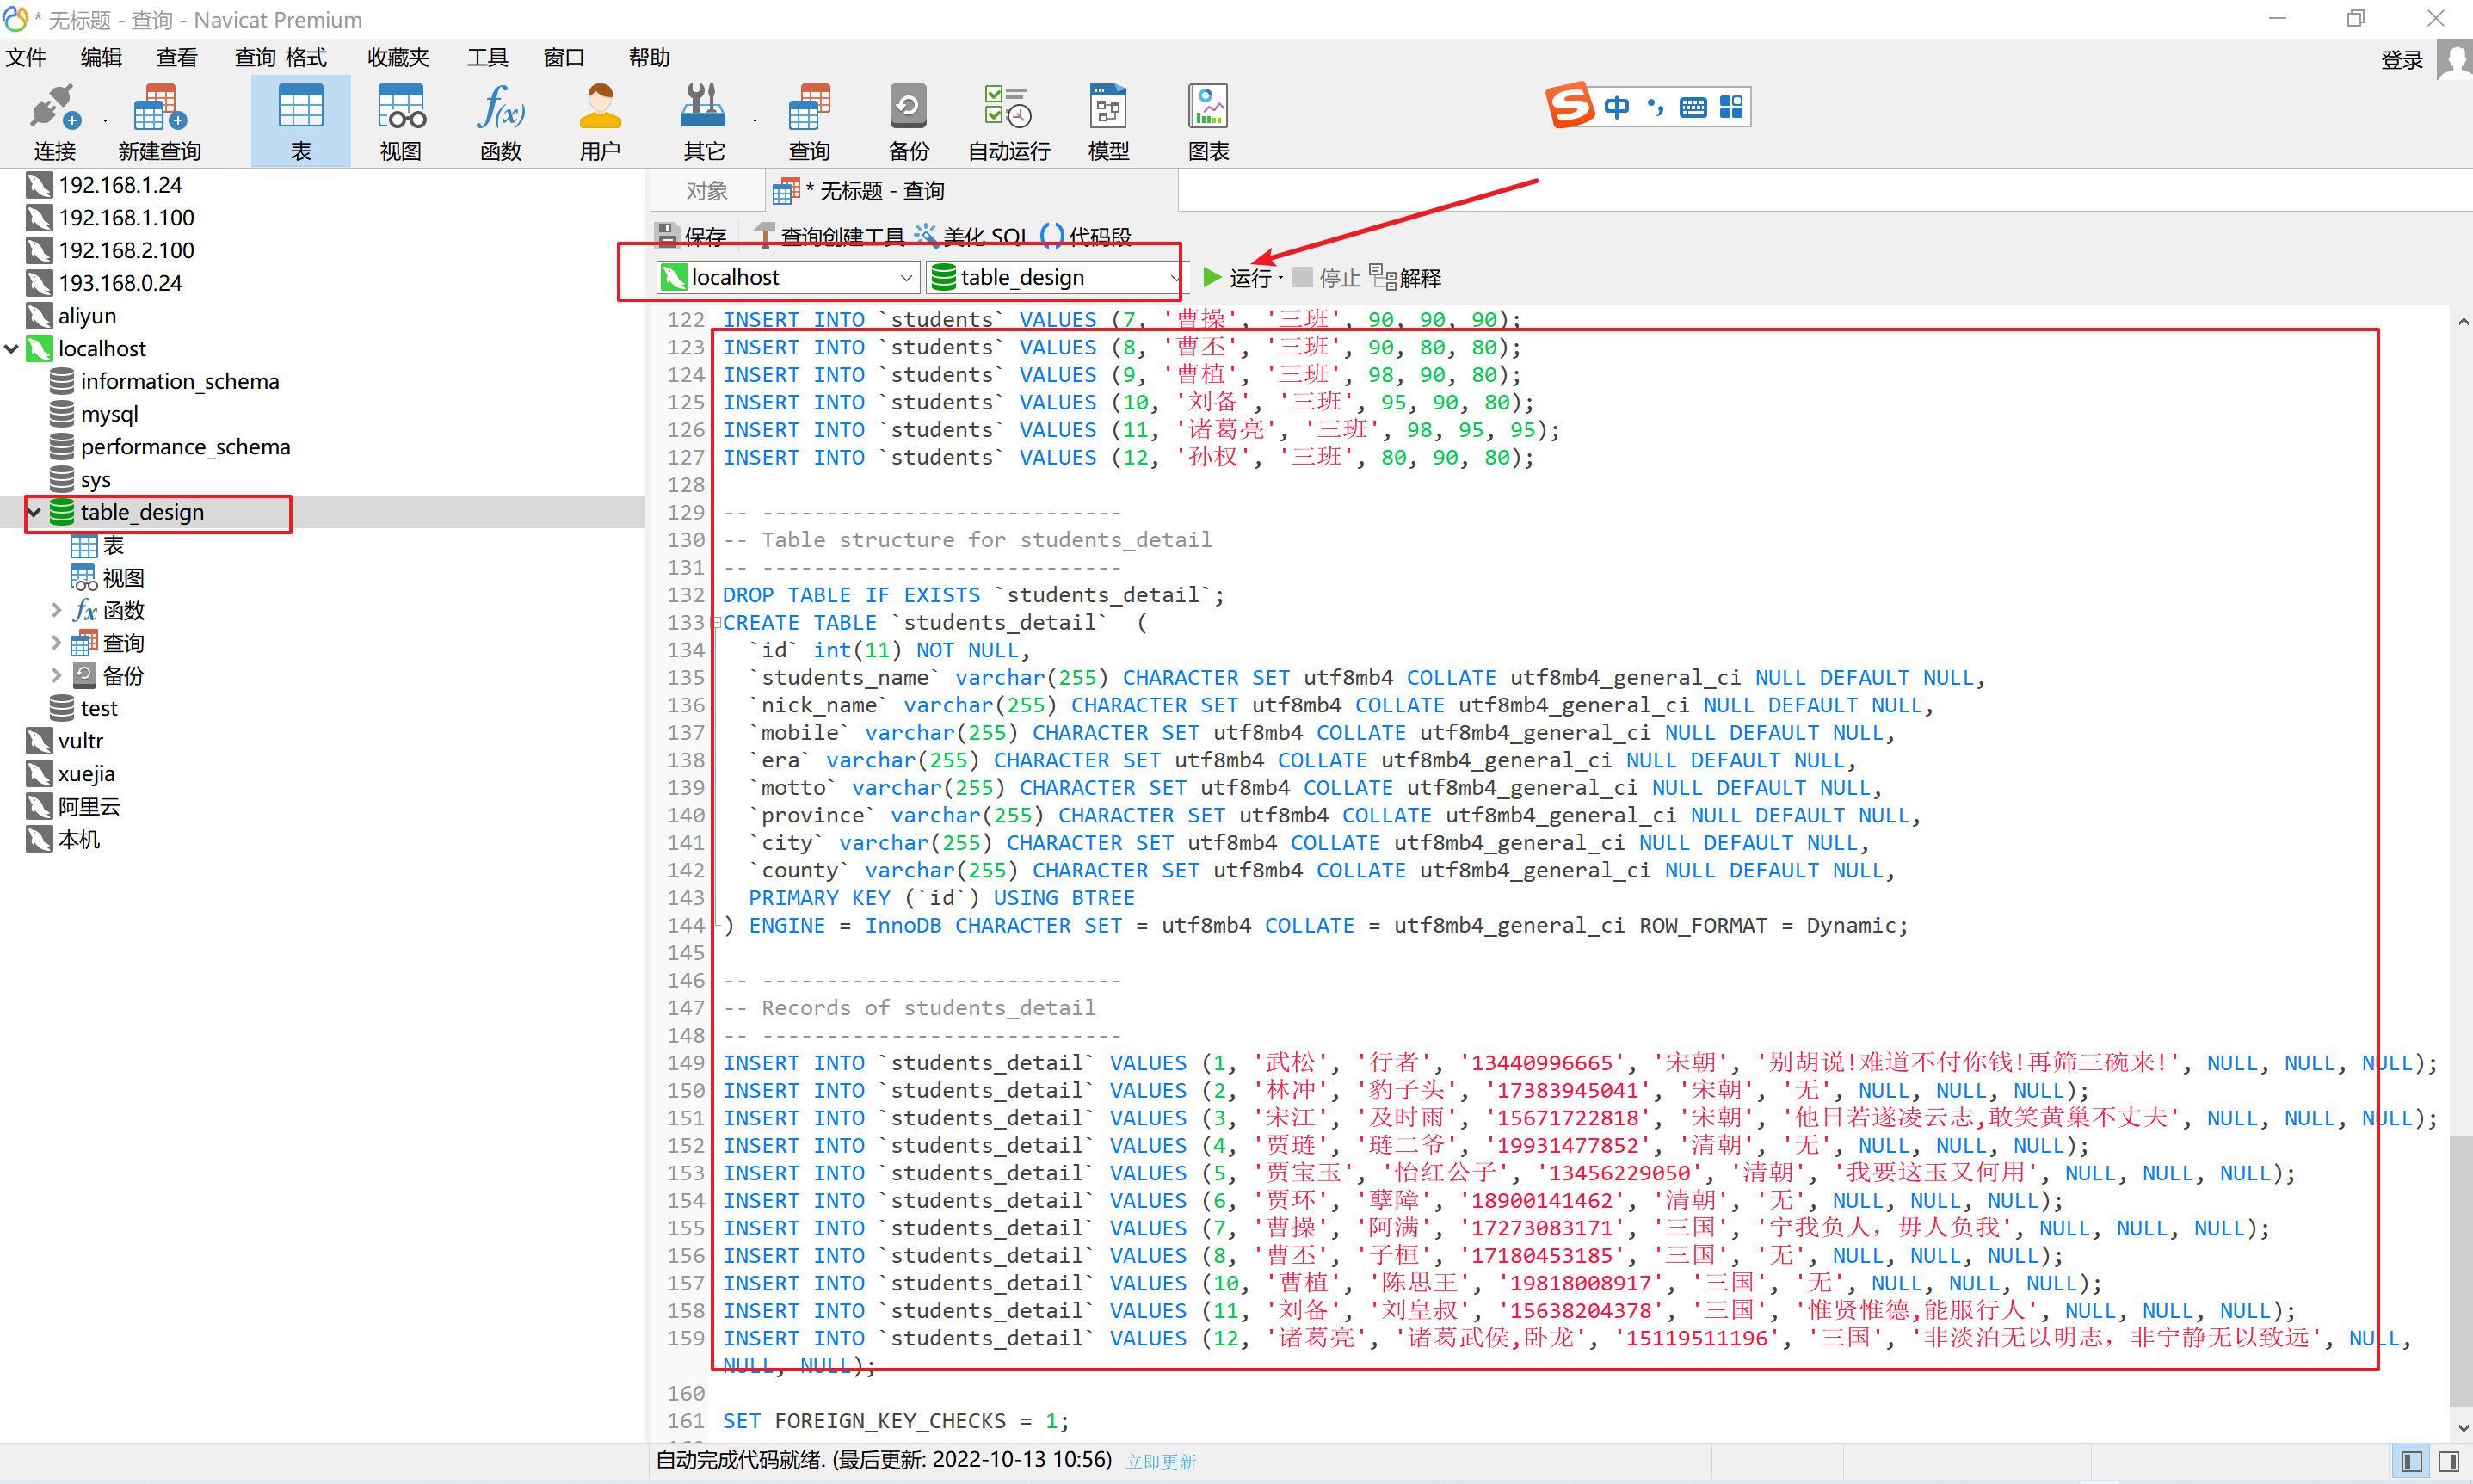 * 无标题 - 查询 - Navicat Premium
文件 编辑 查看 查询 格式 收藏夹 工具 窗口 帮助 登录
连接 新建查询 表 视图 函数 用户 其它 查询 备份 自动运行 模型 图表
中
192.168.1.24
192.168.1.100
192.168.2.100
193.168.0.24
aliyun
localhost
information_schema
mysql
performance_schema
sys
table_design
表
视图
函数
查询
备份
test
vultr
xuejia
阿里云
本机
对象 * 无标题 - 查询
保存 查询创建工具 美化 SQL 代码段
localhost table_design 运行 停止 解释
122 INSERT INTO `students` VALUES (7, '曹操', '三班', 90, 90, 90);
123 INSERT INTO `students` VALUES (8, '曹丕', '三班', 90, 80, 80);
124 INSERT INTO `students` VALUES (9, '曹植', '三班', 98, 90, 80);
125 INSERT INTO `students` VALUES (10, '刘备', '三班', 95, 90, 80);
126 INSERT INTO `students` VALUES (11, '诸葛亮', '三班', 98, 95, 95);
127 INSERT INTO `students` VALUES (12, '孙权', '三班', 80, 90, 80);
128
129 -- ----------------------------
130 -- Table structure for students_detail
131 -- ----------------------------
132 DROP TABLE IF EXISTS `students_detail`;
133 CREATE TABLE `students_detail`  (
134   `id` int(11) NOT NULL,
135   `students_name` varchar(255) CHARACTER SET utf8mb4 COLLATE utf8mb4_general_ci NULL DEFAULT NULL,
136   `nick_name` varchar(255) CHARACTER SET utf8mb4 COLLATE utf8mb4_general_ci NULL DEFAULT NULL,
137   `mobile` varchar(255) CHARACTER SET utf8mb4 COLLATE utf8mb4_general_ci NULL DEFAULT NULL,
138   `era` varchar(255) CHARACTER SET utf8mb4 COLLATE utf8mb4_general_ci NULL DEFAULT NULL,
139   `motto` varchar(255) CHARACTER SET utf8mb4 COLLATE utf8mb4_general_ci NULL DEFAULT NULL,
140   `province` varchar(255) CHARACTER SET utf8mb4 COLLATE utf8mb4_general_ci NULL DEFAULT NULL,
141   `city` varchar(255) CHARACTER SET utf8mb4 COLLATE utf8mb4_general_ci NULL DEFAULT NULL,
142   `county` varchar(255) CHARACTER SET utf8mb4 COLLATE utf8mb4_general_ci NULL DEFAULT NULL,
143   PRIMARY KEY (`id`) USING BTREE
144 ) ENGINE = InnoDB CHARACTER SET = utf8mb4 COLLATE = utf8mb4_general_ci ROW_FORMAT = Dynamic;
145
146 -- ----------------------------
147 -- Records of students_detail
148 -- ----------------------------
149 INSERT INTO `students_detail` VALUES (1, '武松', '行者', '13440996665', '宋朝', '别胡说!难道不付你钱!再筛三碗来!', NULL, NULL, NULL);
150 INSERT INTO `students_detail` VALUES (2, '林冲', '豹子头', '17383945041', '宋朝', '无', NULL, NULL, NULL);
151 INSERT INTO `students_detail` VALUES (3, '宋江', '及时雨', '15671722818', '宋朝', '他日若遂凌云志,敢笑黄巢不丈夫', NULL, NULL, NULL);
152 INSERT INTO `students_detail` VALUES (4, '贾琏', '琏二爷', '19931477852', '清朝', '无', NULL, NULL, NULL);
153 INSERT INTO `students_detail` VALUES (5, '贾宝玉', '怡红公子', '13456229050', '清朝', '我要这玉又何用', NULL, NULL, NULL);
154 INSERT INTO `students_detail` VALUES (6, '贾环', '孽障', '18900141462', '清朝', '无', NULL, NULL, NULL);
155 INSERT INTO `students_detail` VALUES (7, '曹操', '阿满', '17273083171', '三国', '宁我负人，毋人负我', NULL, NULL, NULL);
156 INSERT INTO `students_detail` VALUES (8, '曹丕', '子桓', '17180453185', '三国', '无', NULL, NULL, NULL);
157 INSERT INTO `students_detail` VALUES (10, '曹植', '陈思王', '19818008917', '三国', '无', NULL, NULL, NULL);
158 INSERT INTO `students_detail` VALUES (11, '刘备', '刘皇叔', '15638204378', '三国', '惟贤惟德,能服行人', NULL, NULL, NULL);
159 INSERT INTO `students_detail` VALUES (12, '诸葛亮', '诸葛武侯,卧龙', '15119511196', '三国', '非淡泊无以明志，非宁静无以致远', NULL,
NULL, NULL);
160
161 SET FOREIGN_KEY_CHECKS = 1;
自动完成代码就绪. (最后更新: 2022-10-13 10:56) 立即更新